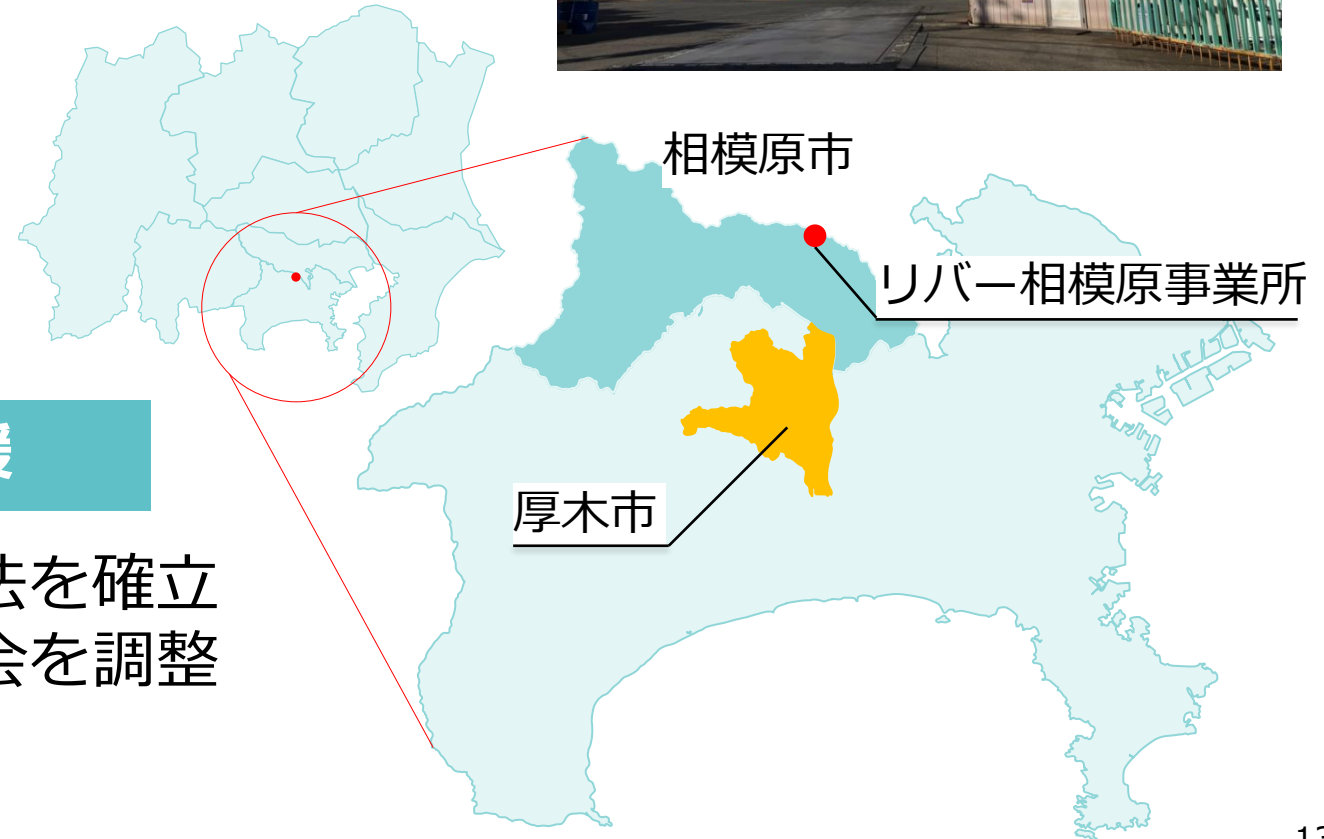 相模原市
リバー相模原事業所
援
厚木市
法を確立
会を調整